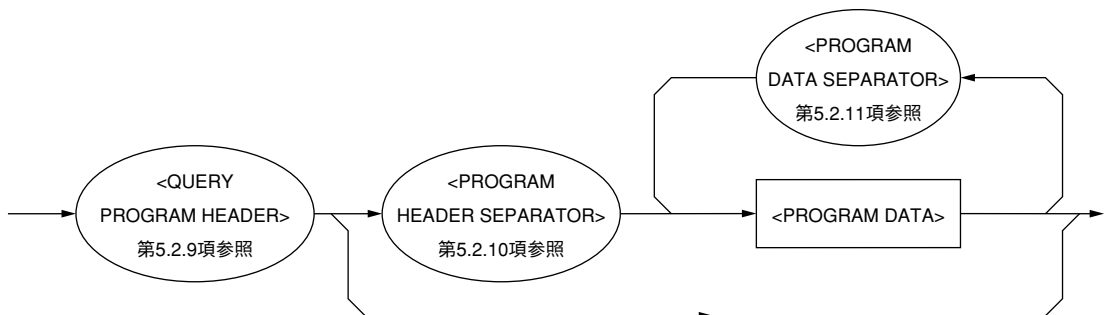 <PROGRAM
DATA SEPARATOR>
第5.2.11項参照
<QUERY
PROGRAM HEADER>
第5.2.9項参照
<PROGRAM
HEADER SEPARATOR>
第5.2.10項参照
<PROGRAM DATA>